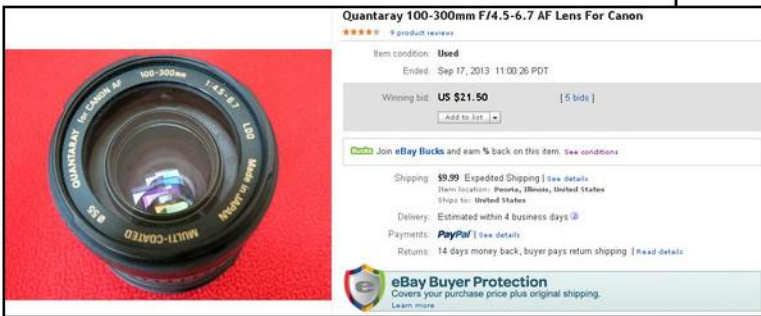 Quantaray 100-300mm F/4.5-6.7 AF Lens For Canon
9 product reviews
Item condition: Used
Ended: Sep 17, 2013 11:00:26 PDT
Winning bid: US $21.50 [ 5 bids ]
Add to list
Bucks Join eBay Bucks and earn % back on this item. See conditions
Shipping: $9.99 Expedited Shipping | See details
Item location: Peoria, Illinois, United States
Ships to: United States
Delivery: Estimated within 4 business days
Payments: PayPal | See details
Returns: 14 days money back, buyer pays return shipping | Read details
e
eBay Buyer Protection
Covers your purchase price plus original shipping.
Learn more
QUANTARAY for CANON AF 100-300mm 1:4.5-6.7 LDO Made in JAPAN
MULTI-COATED ø55